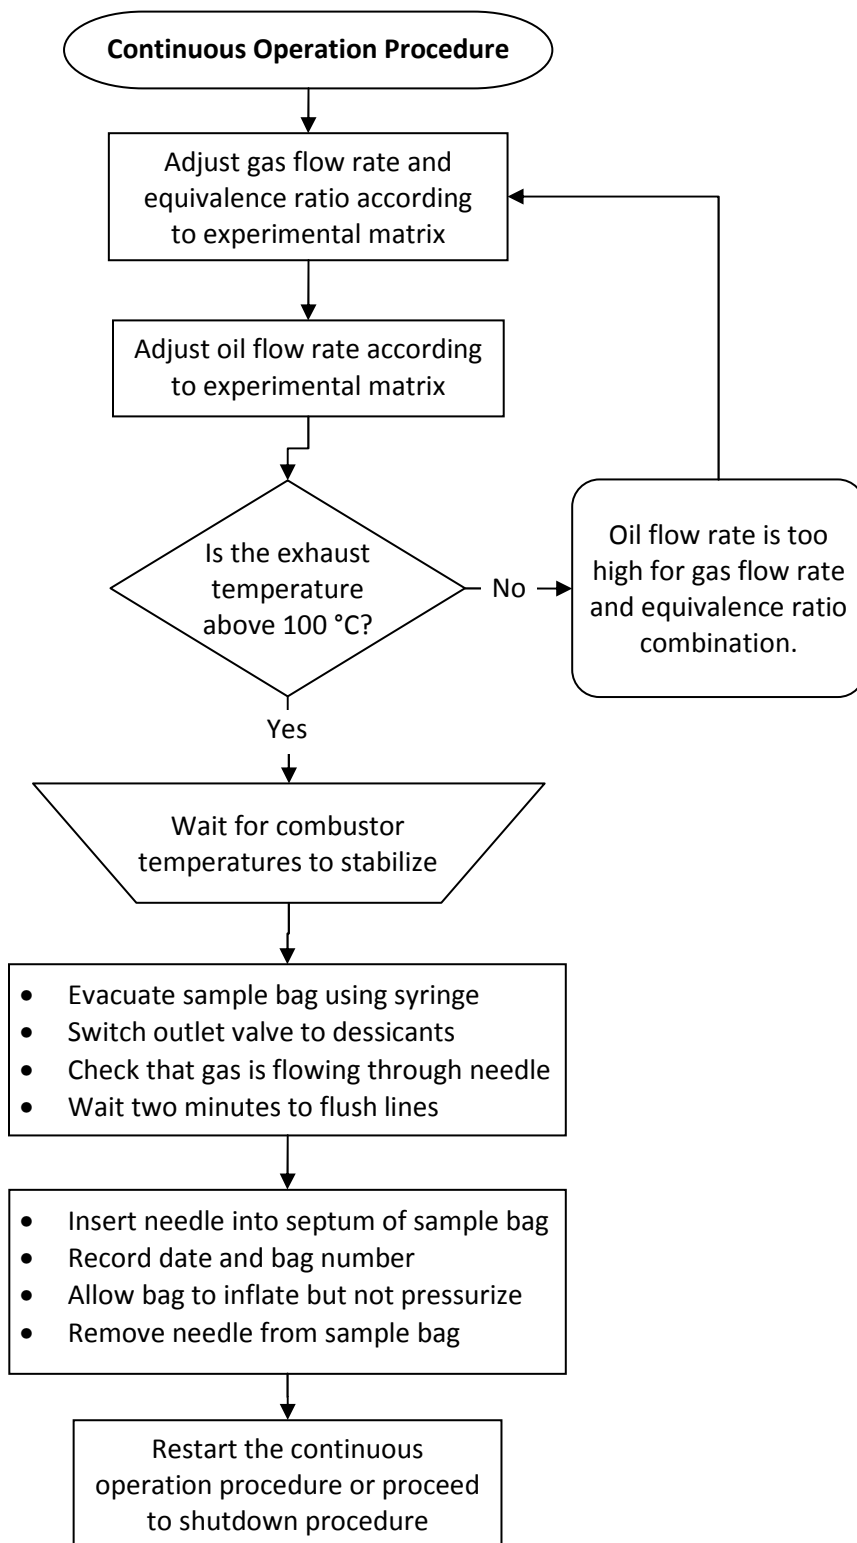 Continuous Operation Procedure
Adjust gas flow rate and
equivalence ratio according
to experimental matrix
Adjust oil flow rate according
to experimental matrix
Is the exhaust
temperature
above 100 °C?
No
Oil flow rate is too
high for gas flow rate
and equivalence ratio
combination.
Yes
Wait for combustor
temperatures to stabilize
• Evacuate sample bag using syringe
• Switch outlet valve to dessicants
• Check that gas is flowing through needle
• Wait two minutes to flush lines
• Insert needle into septum of sample bag
• Record date and bag number
• Allow bag to inflate but not pressurize
• Remove needle from sample bag
Restart the continuous
operation procedure or proceed
to shutdown procedure